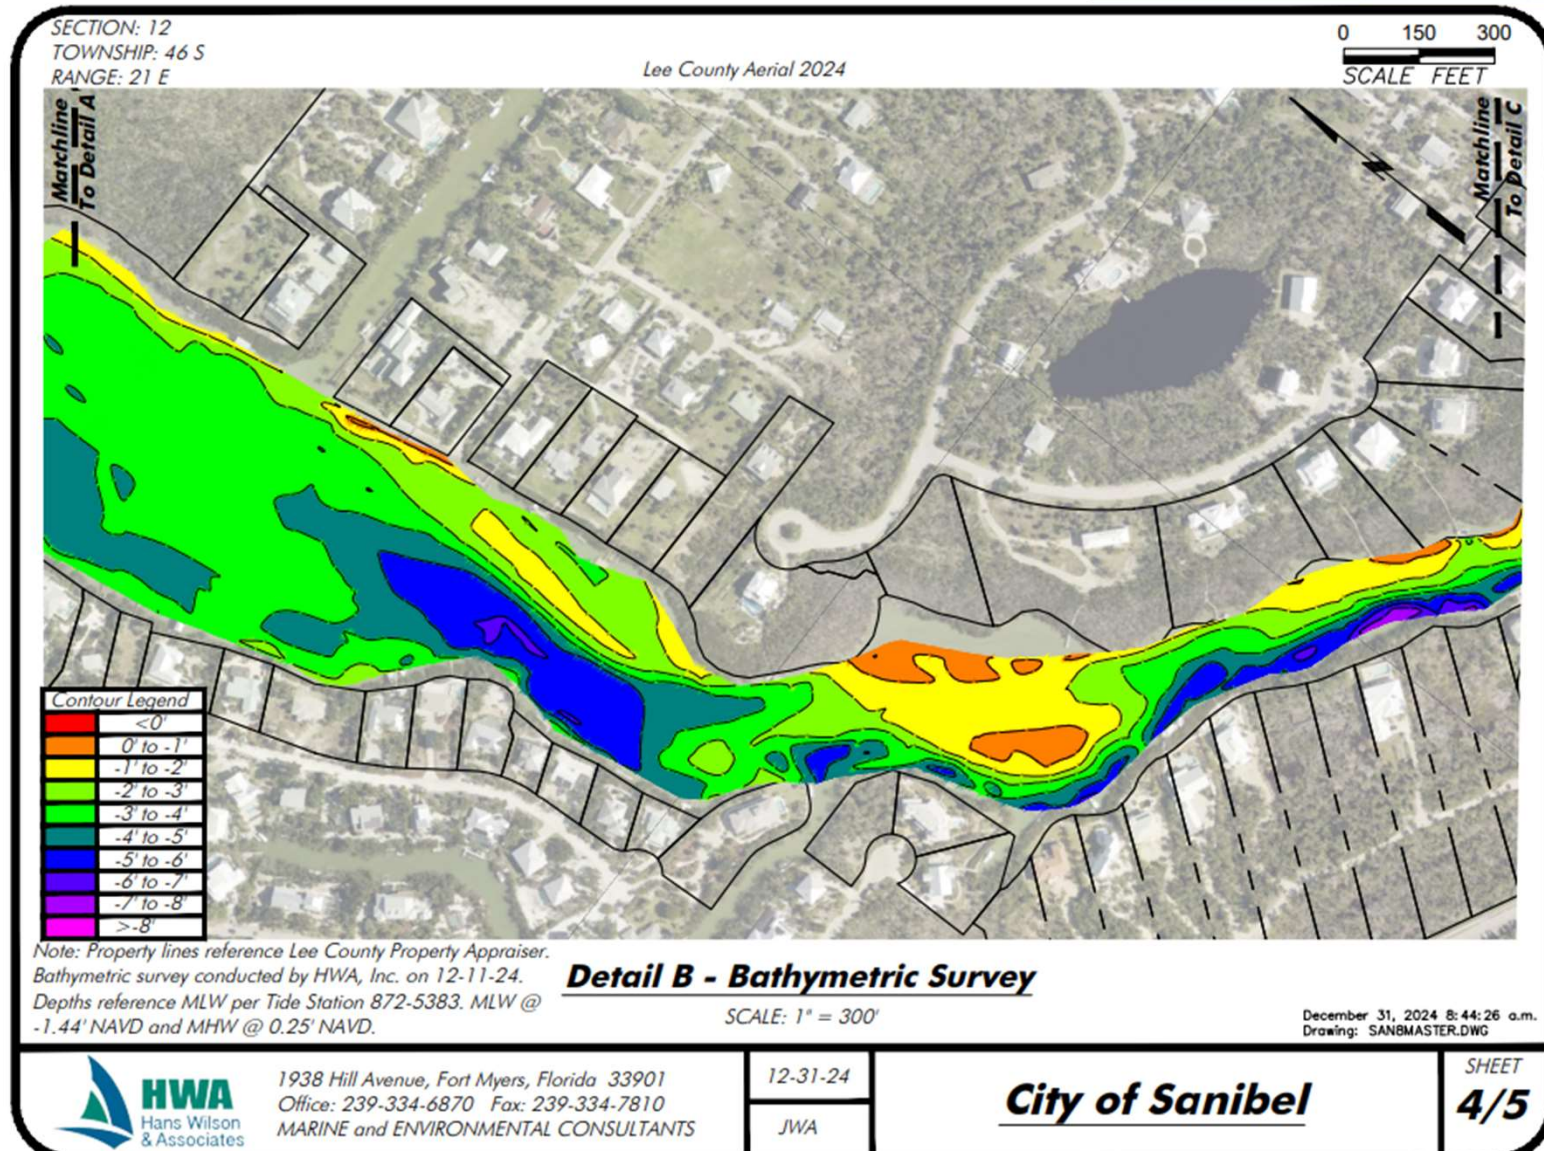 SECTION: 12
TOWNSHIP: 46 S
RANGE: 21 E
Lee County Aerial 2024
0 150 300
SCALE FEET
Matchline
To Detail A
Matchline
To Detail C
N
Contour Legend
<0'
0' to -1'
-1' to -2'
-2' to -3'
-3' to -4'
-4' to -5'
-5' to -6'
-6' to -7'
-7' to -8'
>-8'
Note: Property lines reference Lee County Property Appraiser.
Bathymetric survey conducted by HWA, Inc. on 12-11-24.
Depths reference MLW per Tide Station 872-5383. MLW @
-1.44' NAVD and MHW @ 0.25' NAVD.
Detail B - Bathymetric Survey
SCALE: 1" = 300'
December 31, 2024 8:44:26 a.m.
Drawing: SAN8MASTER.DWG
HWA
Hans Wilson
& Associates
1938 Hill Avenue, Fort Myers, Florida 33901
Office: 239-334-6870 Fax: 239-334-7810
MARINE and ENVIRONMENTAL CONSULTANTS
12-31-24
JWA
City of Sanibel
SHEET
4/5